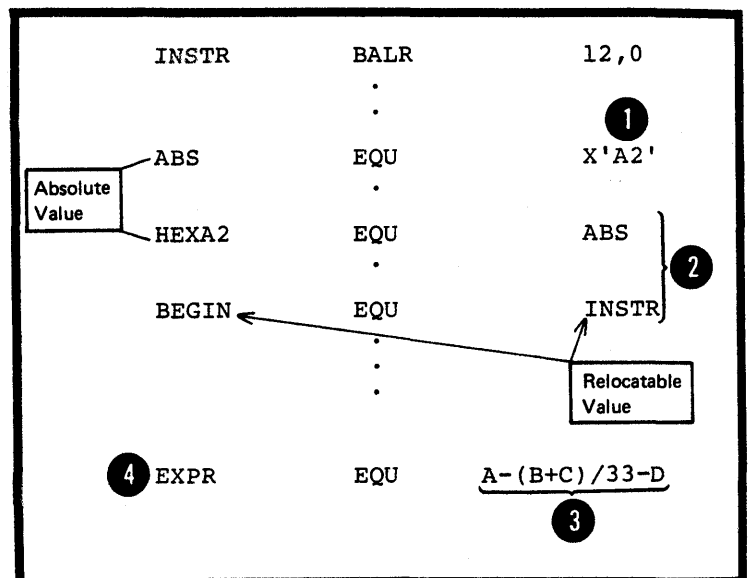 INSTR BALR 12,0
.
.
1
ABS EQU X'A2'
.
Absolute
Value
HEXA2 EQU ABS
.
2
BEGIN EQU INSTR
.
.
.
Relocatable
Value
4 EXPR EQU A-(B+C)/33-D
3